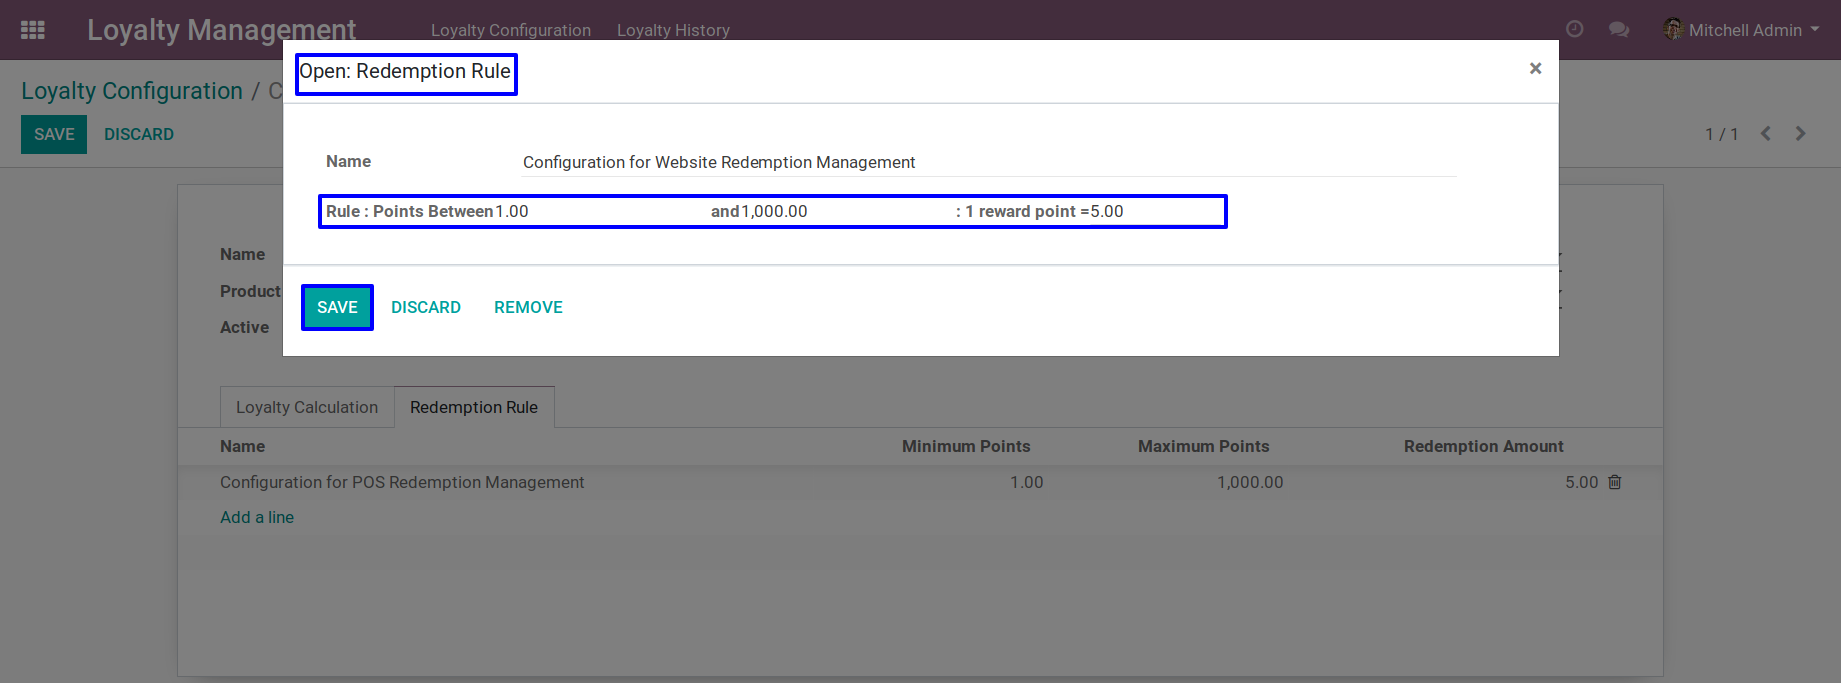 Loyalty Management Loyalty Configuration Loyalty History Mitchell Admin
Open: Redemption Rule ×
Loyalty Configuration / C
SAVE DISCARD 1 / 1
Name Configuration for Website Redemption Management
Rule : Points Between 1.00 and 1,000.00 : 1 reward point = 5.00
Name
Product
Active
SAVE DISCARD REMOVE
Loyalty Calculation Redemption Rule
Name Minimum Points Maximum Points Redemption Amount
Configuration for POS Redemption Management 1.00 1,000.00 5.00
Add a line